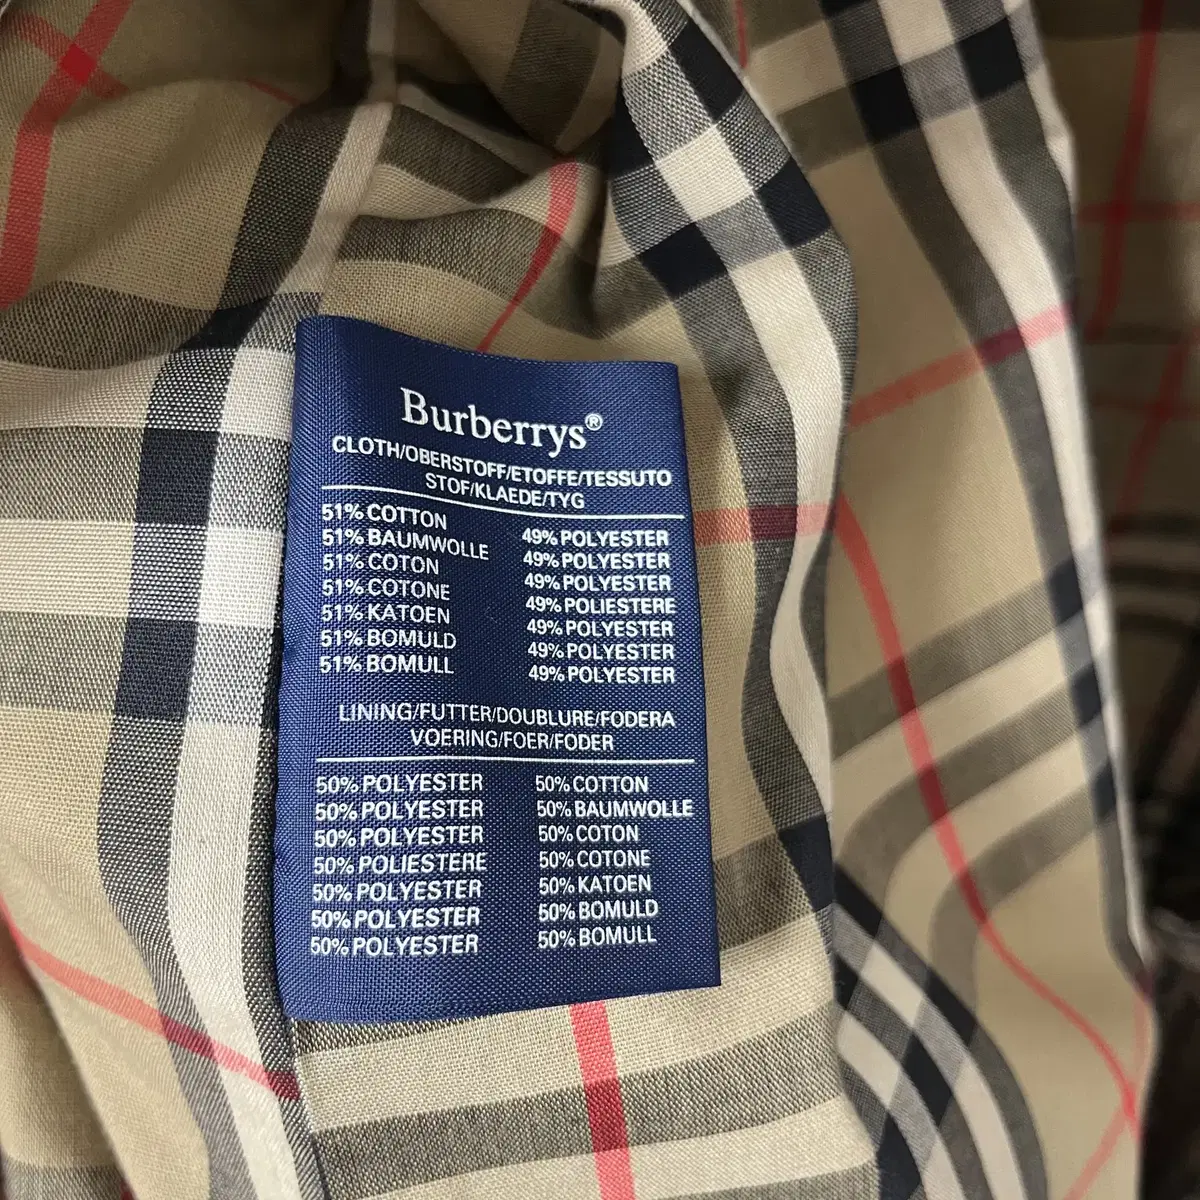 Burberrys®
CLOTH/OBERSTOFF/ETOFFE/TESSUTO
STOF/KLAEDE/TYG
51% COTTON 49% POLYESTER
51% BAUMWOLLE 49% POLYESTER
51% COTON 49% POLYESTER
51% COTONE 49% POLIESTERE
51% KATOEN 49% POLYESTER
51% BOMULD 49% POLYESTER
51% BOMULL 49% POLYESTER
LINING/FUTTER/DOUBLURE/FODERA
VOERING/FOER/FODER
50% POLYESTER 50% COTTON
50% POLYESTER 50% BAUMWOLLE
50% POLYESTER 50% COTON
50% POLIESTERE 50% COTONE
50% POLYESTER 50% KATOEN
50% POLYESTER 50% BOMULD
50% POLYESTER 50% BOMULL